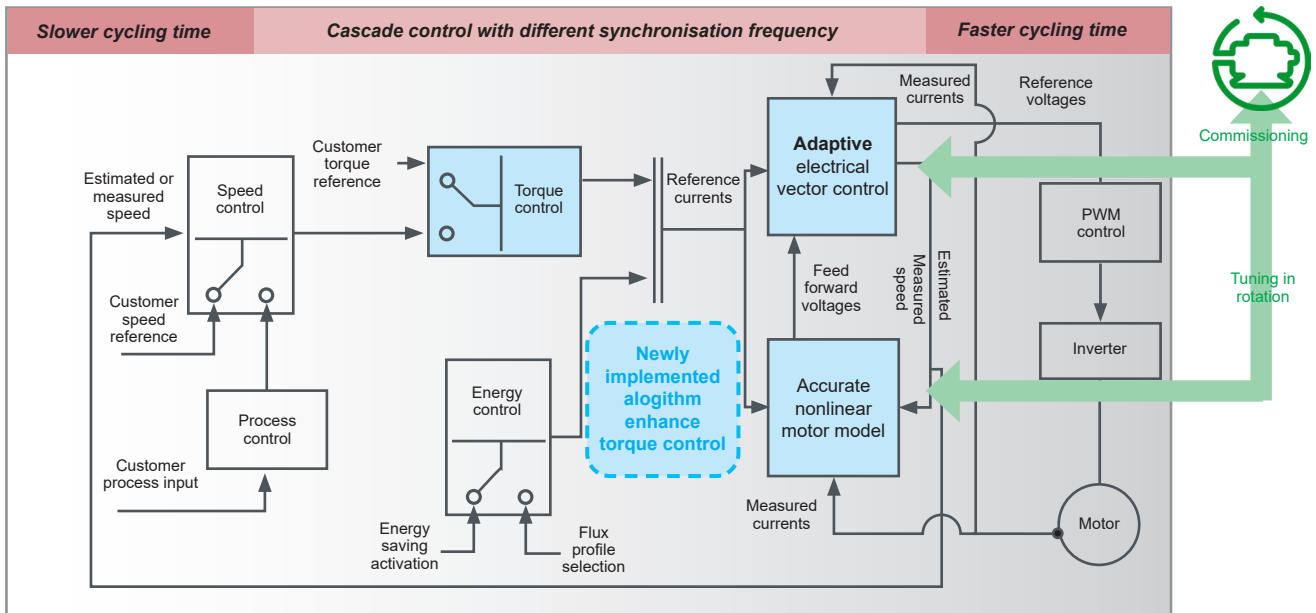 Slower cycling time
Cascade control with different synchronisation frequency
Faster cycling time
Commissioning
Tuning in
rotation
Measured
currents
Reference
voltages
Customer
torque
reference
Estimated or
measured
speed
Speed
control
Torque
control
Reference
currents
Adaptive
electrical
vector control
PWM
control
Feed
forward
voltages
Measured
speed
Estimated
Customer
speed
reference
Inverter
Newly
implemented
alogithm
enhance
torque control
Energy
control
Accurate
nonlinear
motor model
Process
control
Customer
process input
Measured
currents
Motor
Energy
saving
activation
Flux
profile
selection